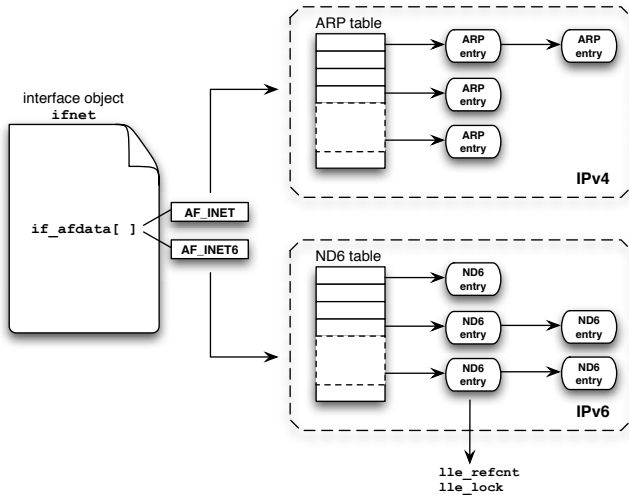 interface object
ifnet
if_afdata[ ]
AF_INET
AF_INET6
ARP table
ARP
entry
ARP
entry
ARP
entry
ARP
entry
IPv4
ND6 table
ND6
entry
ND6
entry
ND6
entry
ND6
entry
ND6
entry
IPv6
lle_refcnt
lle_lock